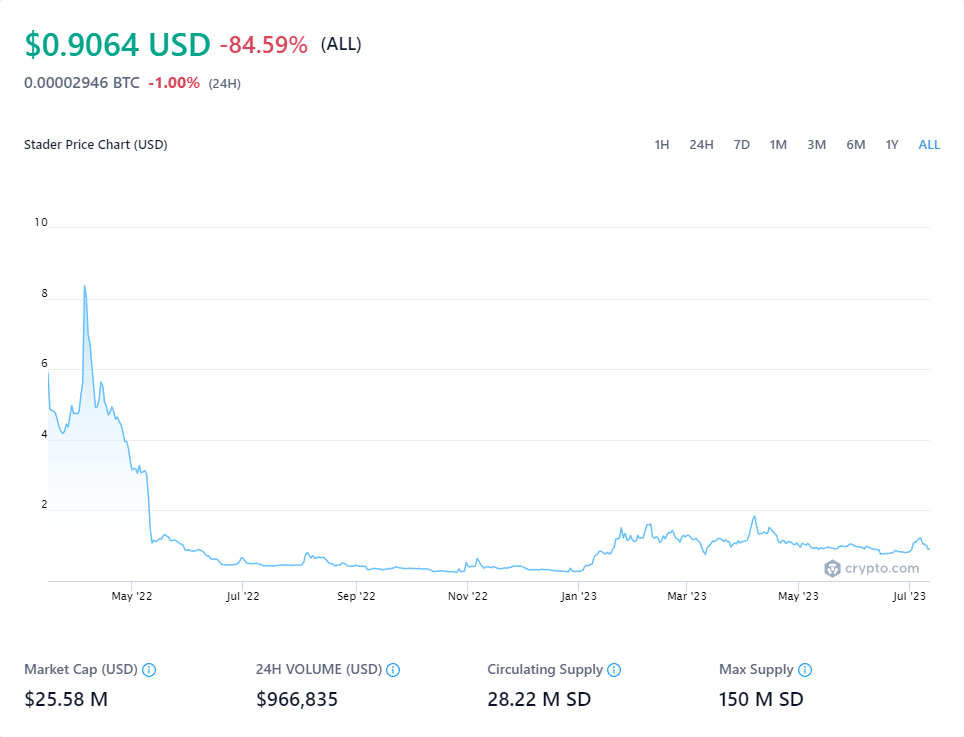 $0.9064 USD -84.59% (ALL)
0.00002946 BTC -1.00% (24H)
Stader Price Chart (USD) 1H 24H 7D 1M 3M 6M 1Y ALL
10
8
6
4
2
crypto.com
May '22 Jul '22 Sep '22 Nov '22 Jan '23 Mar '23 May '23 Jul '23
Market Cap (USD) 24H VOLUME (USD) Circulating Supply Max Supply
$25.58 M $966,835 28.22 M SD 150 M SD